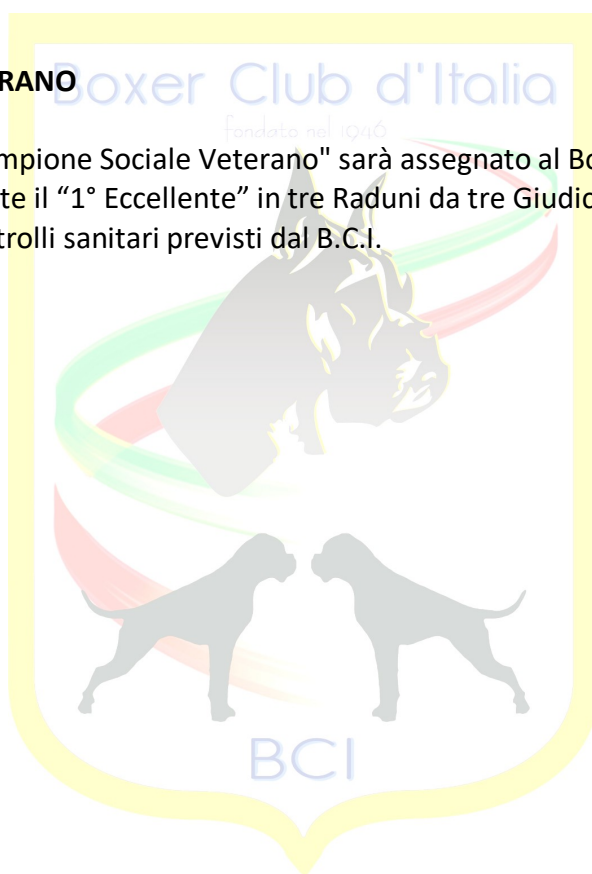 RANO
Boxer Club d'Italia
fondato nel 1946
mpione Sociale Veterano" sarà assegnato al Bo
te il “1° Eccellente” in tre Raduni da tre Giudic
trolli sanitari previsti dal B.C.I.
BCI